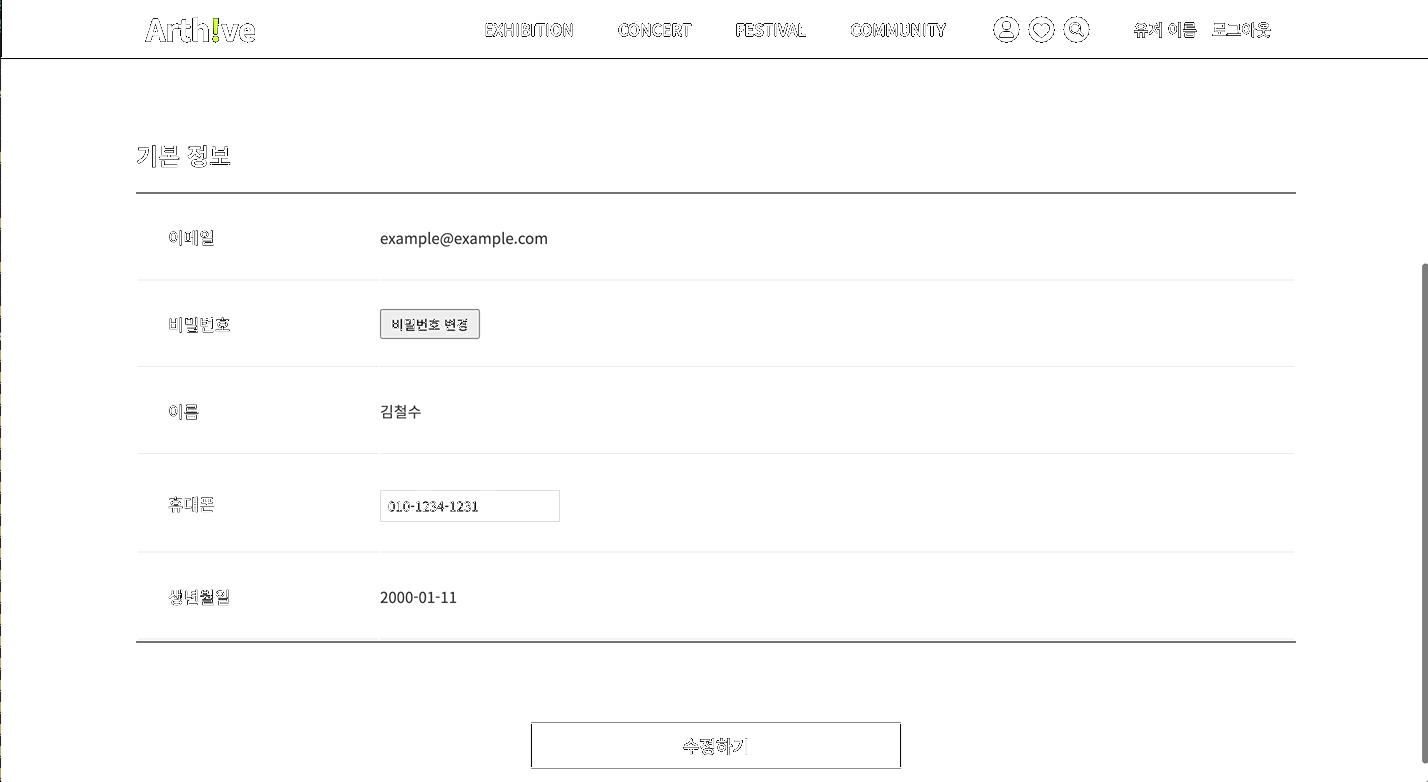 Arth!ve EXHIBITION CONCERT PESTIVAL COMMUNITY 유저 이름 로그아웃
기본 정보
이메일 example@example.com
비밀번호 비밀번호 변경
이름 김철수
휴대폰 010-1234-1231
생년월일 2000-01-11
수정하기